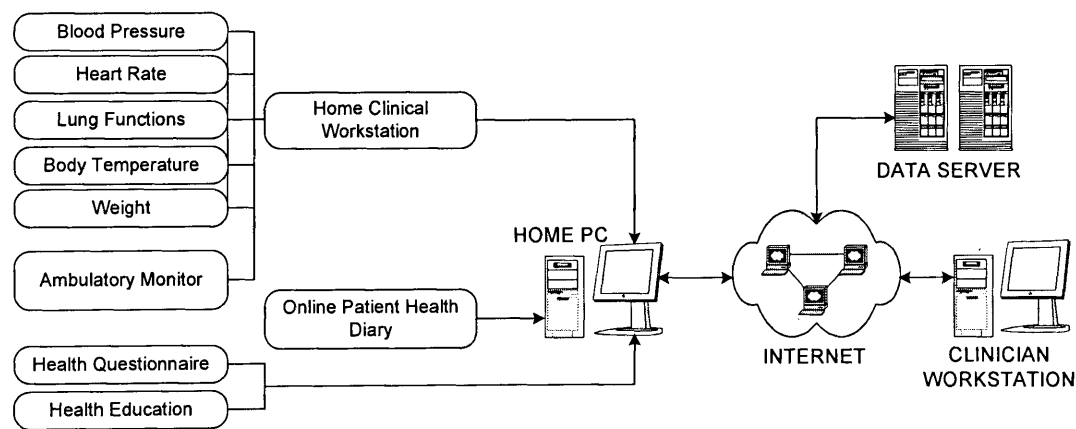 Blood Pressure
Heart Rate
Lung Functions
Body Temperature
Weight
Ambulatory Monitor
Home Clinical
Workstation
Online Patient Health
Diary
Health Questionnaire
Health Education
HOME PC
INTERNET
DATA SERVER
CLINICIAN
WORKSTATION